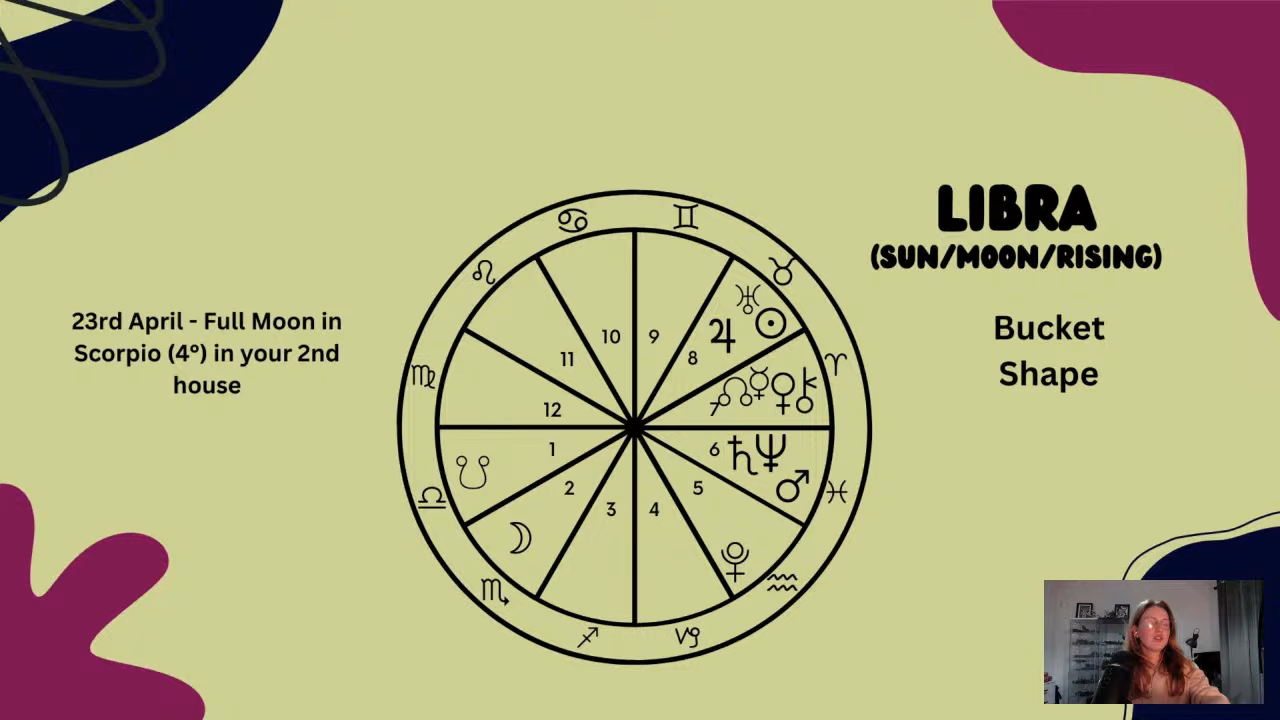 LIBRA
(SUN/MOON/RISING)
Bucket
Shape
23rd April - Full Moon in
Scorpio (4°) in your 2nd
house
10
9
11
8
12
7
1
6
2
5
3
4